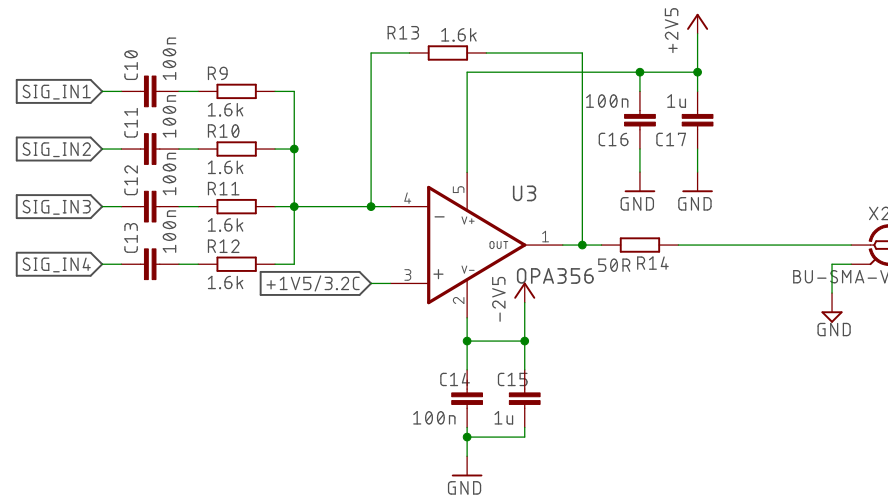 R13
1.6k
+2V5
C10
100n
R9
SIG_IN1
1.6k
100n
1u
C11
100n
R10
C16
C17
SIG_IN2
1.6k
C12
100n
R11
5
U3
GND
GND
SIG_IN3
1.6k
4
−
V+
X2
C13
100n
R12
OUT
1
SIG_IN4
1.6k
50R
R14
3
+
V-
OPA356
BU-SMA-V
+1V5/3.2C
2
-2V5
GND
C14
C15
100n
1u
GND